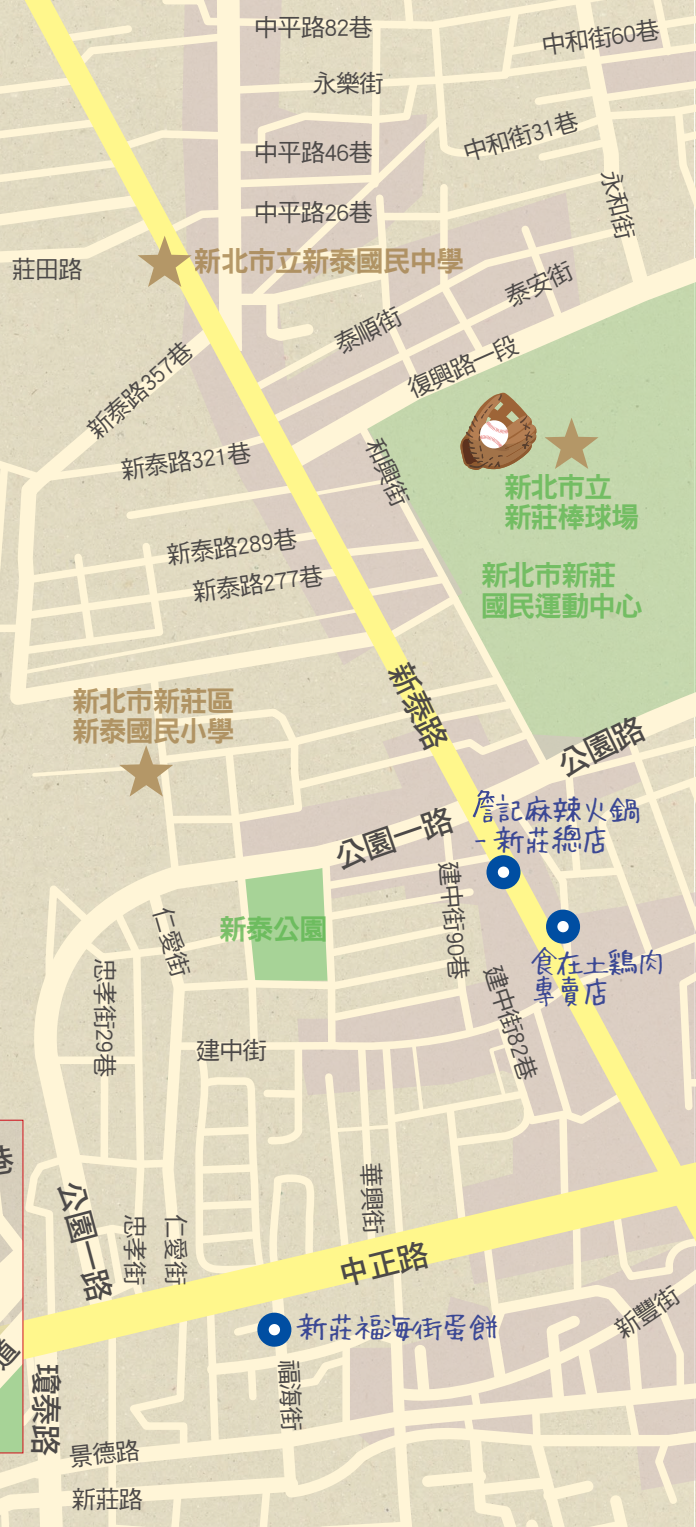 中平路82巷
中和街60巷
永樂街
中和街31巷
中平路46巷
永和街
中平路26巷
新北市立新泰國民中學
莊田路
泰安街
泰順街
復興路一段
新泰路357巷
新泰路321巷
和興街
新北市立
新莊棒球場
新泰路289巷
新泰路277巷
新北市新莊
國民運動中心
新泰路
新北市新莊區
新泰國民小學
公園路
詹記麻辣火鍋
-新莊總店
公園一路
建中街90巷
仁愛街
新泰公園
食在土鷄肉
專賣店
忠孝街29巷
建中街82巷
建中街
巷
公園一路
忠孝街
仁愛街
華興街
中正路
新豐街
新莊福海街蛋餅
道
瓊泰路
福海街
景德路
新莊路